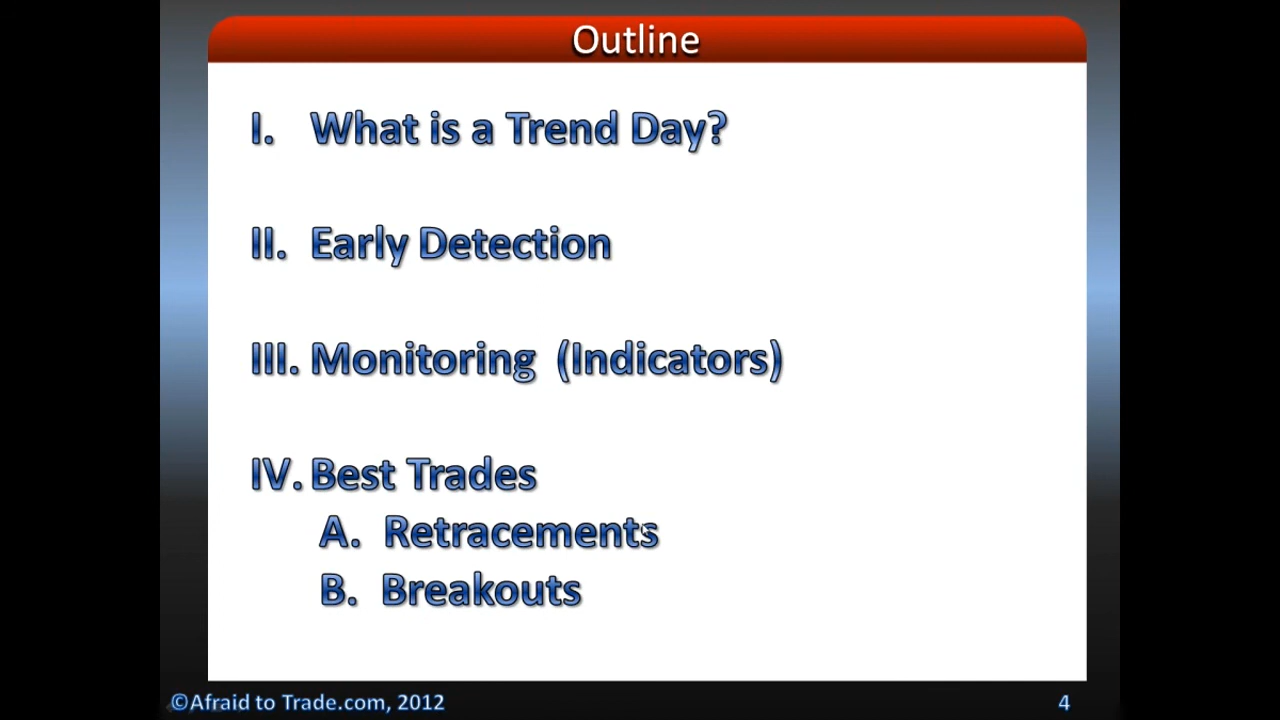 Outline
I. What is a Trend Day?
II. Early Detection
III. Monitoring (Indicators)
IV. Best Trades
A. Retracements
B. Breakouts
©Afraid to Trade.com, 2012
4